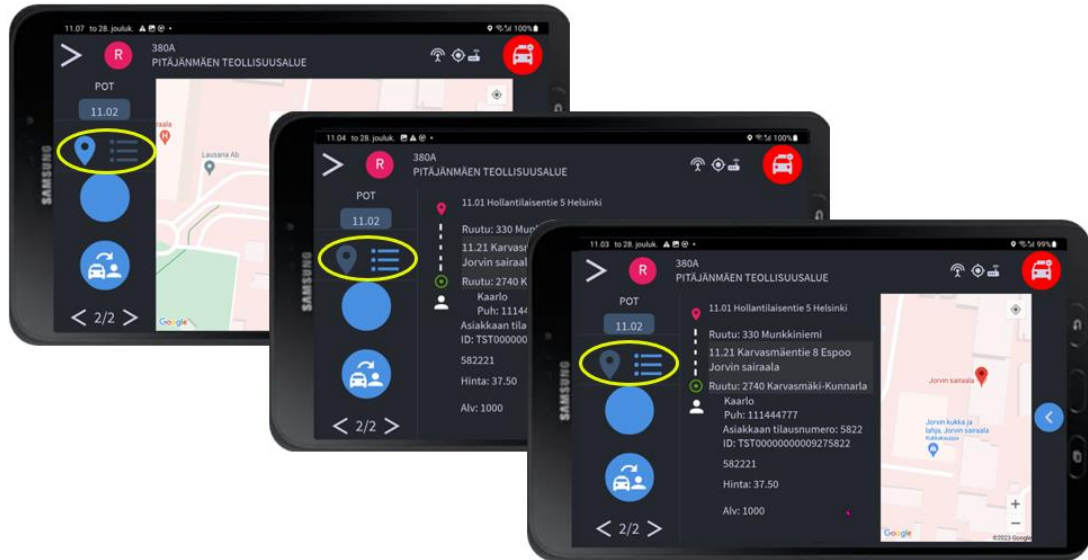 11.07 to 28. jouluk.
100%
R
380A
PITÄJÄNMÄEN TEOLLISUUSALUE
POT
11.02
Lausana Ab
2/2
Google
SAMSUNG
11.04 to 28. jouluk.
100%
R
380A
PITÄJÄNMÄEN TEOLLISUUSALUE
POT
11.02
11.01 Hollantilaisentie 5 Helsinki
Ruutu: 330 Mun
11.21 Karvas
Jorvin sairaal
Ruutu: 2740 K
Kaarlo
Puh: 11144
Asiakkaan tila
ID: TST000000
582221
Hinta: 37.50
Alv: 1000
2/2
SAMSUNG
11.03 to 28. jouluk.
99%
R
380A
PITÄJÄNMÄEN TEOLLISUUSALUE
POT
11.02
11.01 Hollantilaisentie 5 Helsinki
Ruutu: 330 Munkkiniemi
11.21 Karvasmäentie 8 Espoo
Jorvin sairaala
Ruutu: 2740 Karvasmäki-Kunnarla
Kaarlo
Puh: 111444777
Asiakkaan tilausnumero: 5822
ID: TST00000000009275822
582221
Hinta: 37.50
Alv: 1000
2/2
Jorvin sairaala
Jorvin kukka ja
lahja, Jorvin sairaala
Kukkakauppa
Google
©2023 Google
SAMSUNG